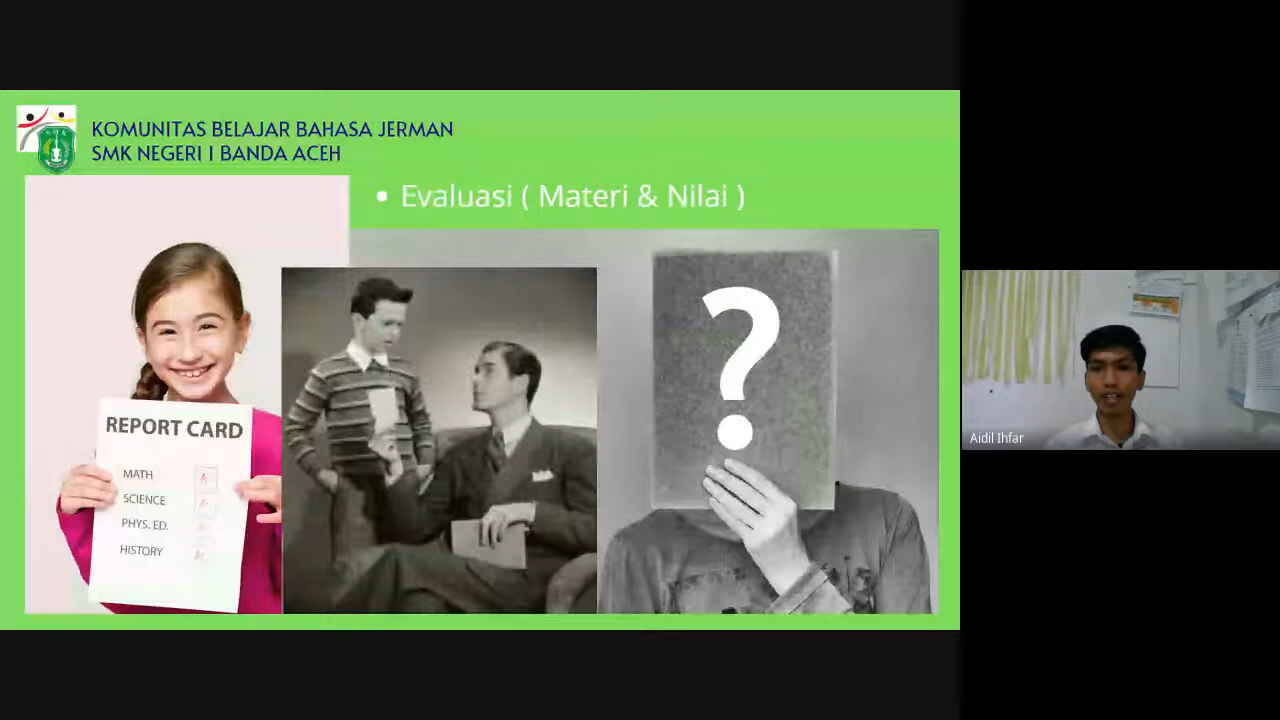 KOMUNITAS BELAJAR BAHASA JERMAN
SMK NEGERI 1 BANDA ACEH
• Evaluasi ( Materi & Nilai )
REPORT CARD
MATH
SCIENCE
PHYS. ED.
HISTORY
?
Aidil Ihfar